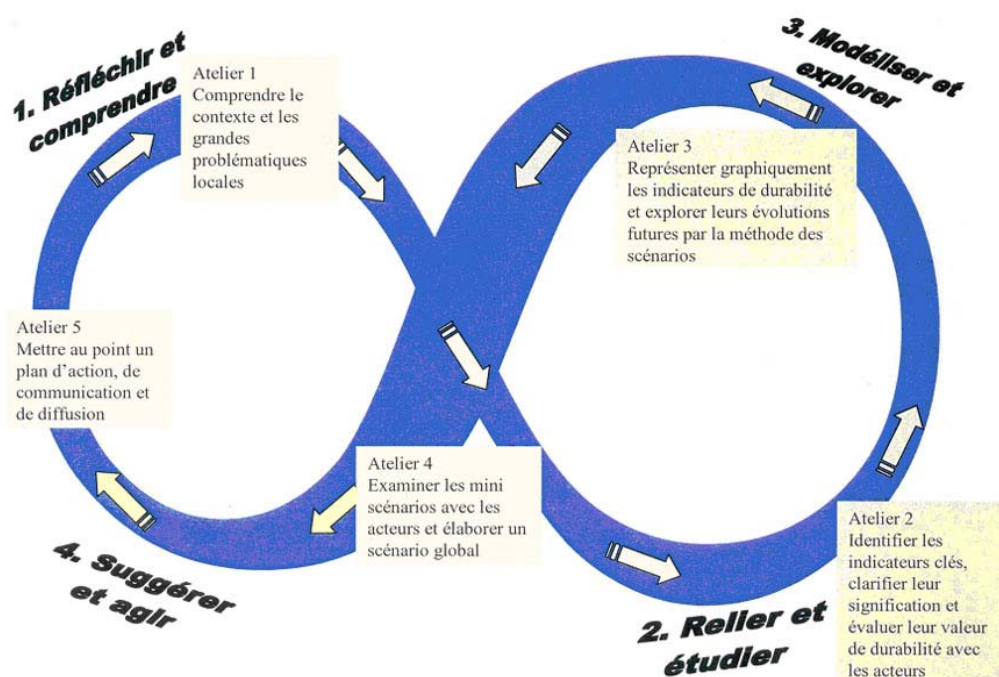 1. Réfléchir et
comprendre
Atelier 1
Comprendre le
contexte et les
grandes
problématiques
locales
3. Modéliser et
explorer
Atelier 3
Représenter graphiquement
les indicateurs de durabilité
et explorer leurs évolutions
futures par la méthode des
scénarios
Atelier 5
Mettre au point un
plan d’action, de
communication et
de diffusion
Atelier 4
Examiner les mini
scénarios avec les
acteurs et élaborer un
scénario global
Atelier 2
Identifier les
indicateurs clés,
clarifier leur
signification et
évaluer leur valeur
de durabilité avec
les acteurs
4. Suggérer
et agir
2. Relier et
étudier